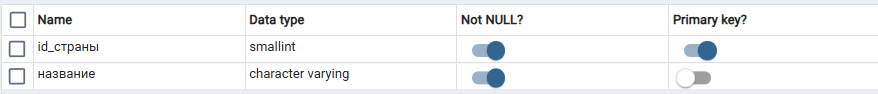 Name Data type Not NULL? Primary key?
id_страны smallint
название character varying